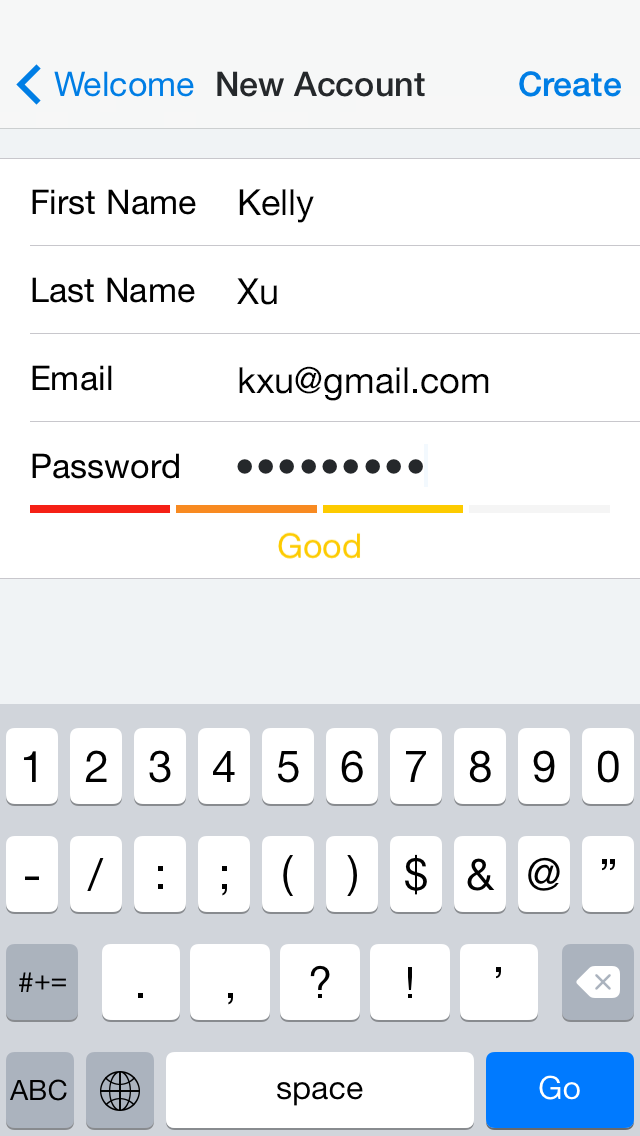 Welcome New Account Create
First Name Kelly
Last Name Xu
Email kxu@gmail.com
Password •••••••••
Good
1 2 3 4 5 6 7 8 9 0
- / : ; ( ) $ & @ ”
#+= . , ? ! ’
ABC space Go